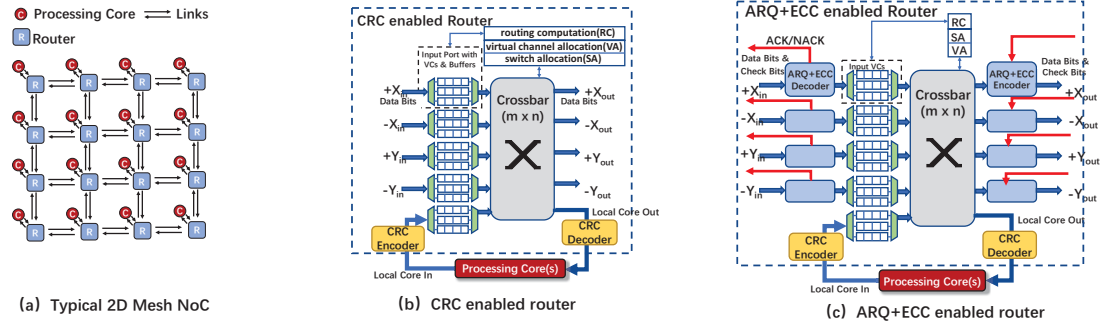 Processing Core
Links
Router
C C C C
R R R R
C C C C
R R R R
C C C C
R R R R
C C C C
R R R R
(a) Typical 2D Mesh NoC
CRC enabled Router
routing computation(RC)
virtual channel allocation(VA)
switch allocation(SA)
Input Port with
VCs & Buffers
+Xin
Data Bits
-Xin
+Yin
-Yin
Crossbar
(m x n)
+Xout
Data Bits
-Xout
+Yout
-Yout
Local Core Out
CRC
Encoder
CRC
Decoder
Local Core In
Processing Core(s)
(b) CRC enabled router
ARQ+ECC enabled Router
RC
SA
VA
ACK/NACK
Data Bits &
Check Bits
ARQ+ECC
Decoder
Input VCs
+Xin
-Xin
+Yin
-Yin
Crossbar
(m x n)
ARQ+ECC
Encoder
Data Bits &
Check Bits
+Xout
-Xout
+Yout
-Yout
Local Core Out
CRC
Encoder
CRC
Decoder
Local Core In
Processing Core(s)
(c) ARQ+ECC enabled router